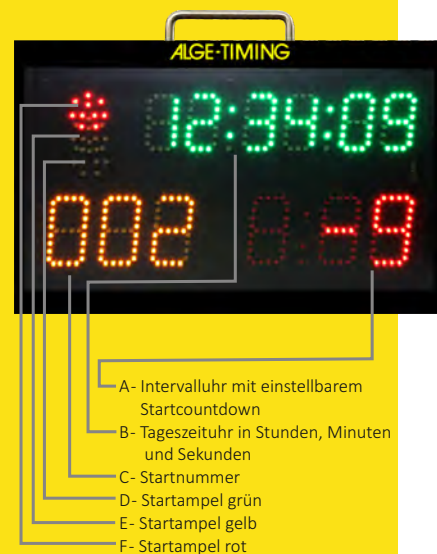 ALGE-TIMING
12:34:09
002 -9
A- Intervalluhr mit einstellbarem
Startcountdown
B- Tageszeituhr in Stunden, Minuten
und Sekunden
C- Startnummer
D- Startampel grün
E- Startampel gelb
F- Startampel rot